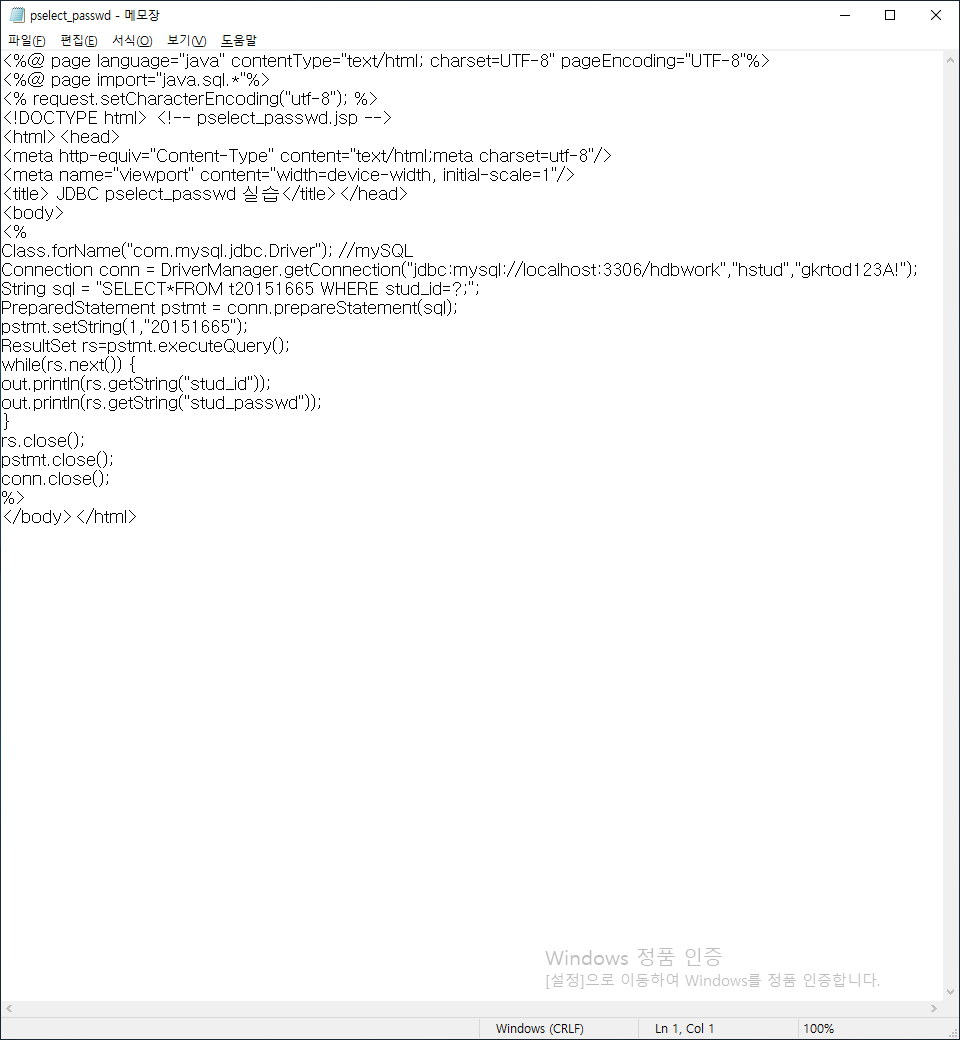 pselect_passwd - 메모장
파일(F) 편집(E) 서식(O) 보기(V) 도움말
<%@ page language="java" contentType="text/html; charset=UTF-8" pageEncoding="UTF-8"%>
<%@ page import="java.sql.*"%>
<% request.setCharacterEncoding("utf-8"); %>
<!DOCTYPE html> <!-- pselect_passwd.jsp -->
<html><head>
<meta http-equiv="Content-Type" content="text/html;meta charset=utf-8"/>
<meta name="viewport" content="width=device-width, initial-scale=1"/>
<title> JDBC pselect_passwd 실습</title></head>
<body>
<%
Class.forName("com.mysql.jdbc.Driver"); //mySQL
Connection conn = DriverManager.getConnection("jdbc:mysql://localhost:3306/hdbwork","hstud","gkrtod123A!");
String sql = "SELECT*FROM t20151665 WHERE stud_id=?;";
PreparedStatement pstmt = conn.prepareStatement(sql);
pstmt.setString(1,"20151665");
ResultSet rs=pstmt.executeQuery();
while(rs.next()) {
out.println(rs.getString("stud_id"));
out.println(rs.getString("stud_passwd"));
}
rs.close();
pstmt.close();
conn.close();
%>
</body></html>
Windows 정품 인증
[설정]으로 이동하여 Windows를 정품 인증합니다.
Windows (CRLF) Ln 1, Col 1 100%